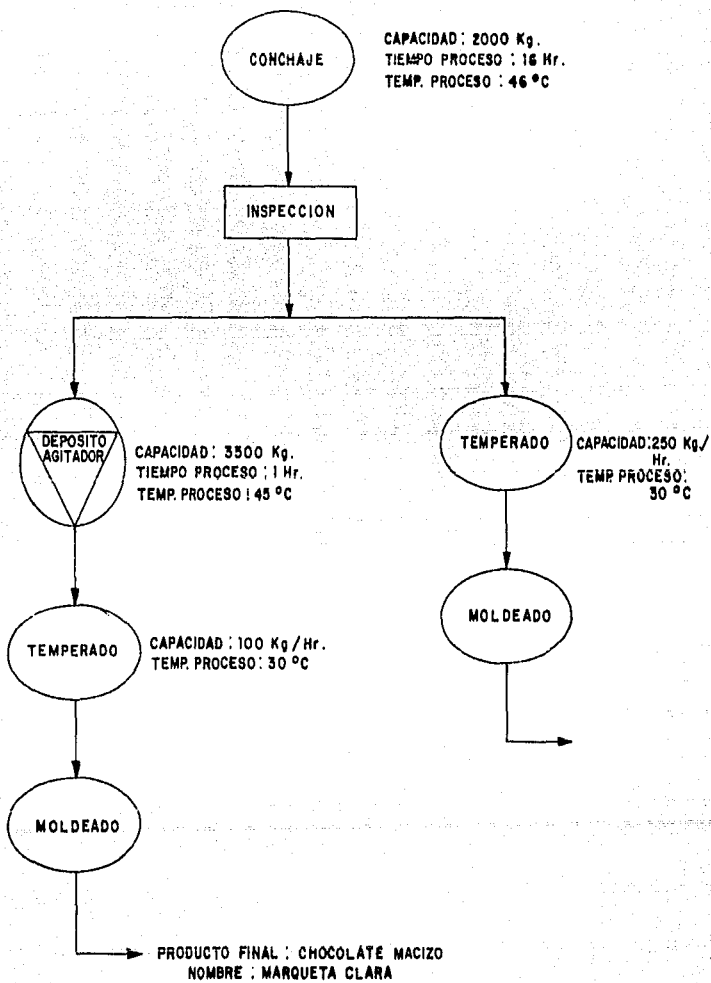 CONCHAJE
CAPACIDAD : 2000 Kg.
TIEMPO PROCESO : 16 Hr.
TEMP. PROCESO : 46 °C
INSPECCION
DEPOSITO
AGITADOR
CAPACIDAD : 3500 Kg.
TIEMPO PROCESO : 1 Hr.
TEMP. PROCESO : 45 °C
TEMPERADO
CAPACIDAD : 250 Kg./
Hr.
TEMP. PROCESO :
30 °C
MOLDEADO
TEMPERADO
CAPACIDAD : 100 Kg/Hr.
TEMP. PROCESO : 30 °C
MOLDEADO
PRODUCTO FINAL : CHOCOLATE MACIZO
NOMBRE : MARQUETA CLARA